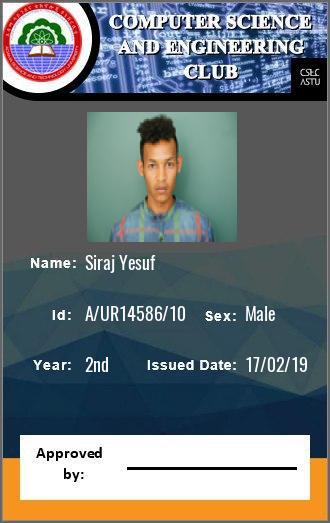 COMPUTER SCIENCE
AND ENGINEERING
CLUB
CSEC
ASTU
Name: Siraj Yesuf
Id: A/UR14586/10 Sex: Male
Year: 2nd Issued Date: 17/02/19
Approved
by: